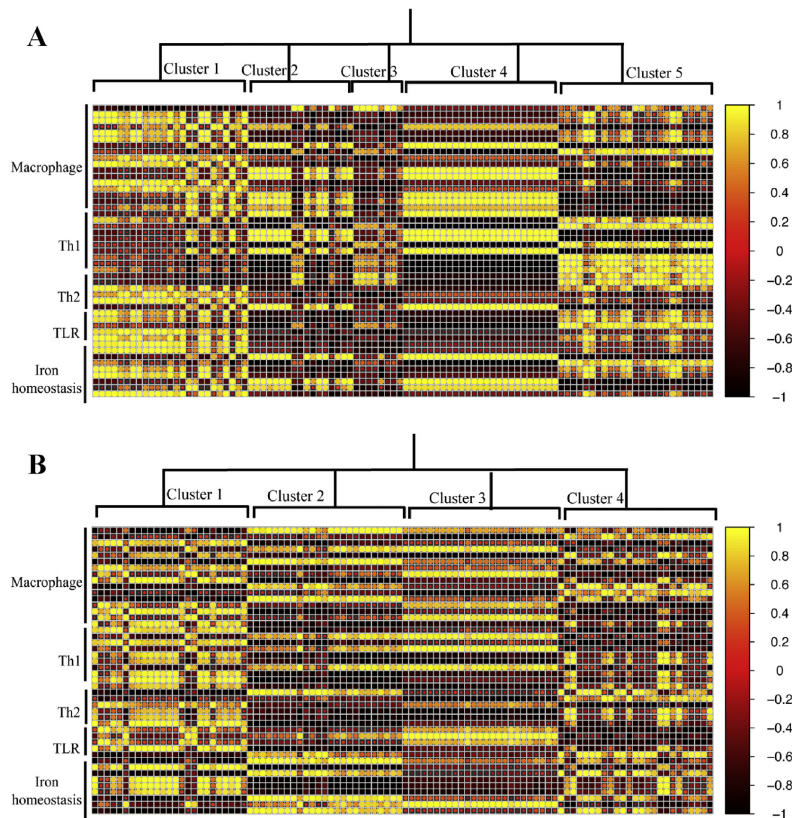 A
Cluster 1
Cluster 2
Cluster 3
Cluster 4
Cluster 5
Macrophage
Th1
Th2
TLR
Iron
homeostasis
1
0.8
0.6
0.4
0.2
0
−0.2
−0.4
−0.6
−0.8
−1
B
Cluster 1
Cluster 2
Cluster 3
Cluster 4
Macrophage
Th1
Th2
TLR
Iron
homeostasis
1
0.8
0.6
0.4
0.2
0
−0.2
−0.4
−0.6
−0.8
−1